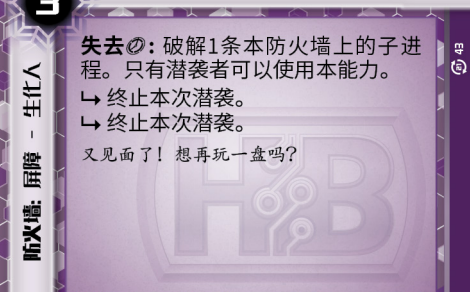 3
失去: 破解1条本防火墙上的子进
程。只有潜袭者可以使用本能力。
↳ 终止本次潜袭。
↳ 终止本次潜袭。
又见面了！想再玩一盘吗?
防火墙: 屏障 - 生化人
HB
43